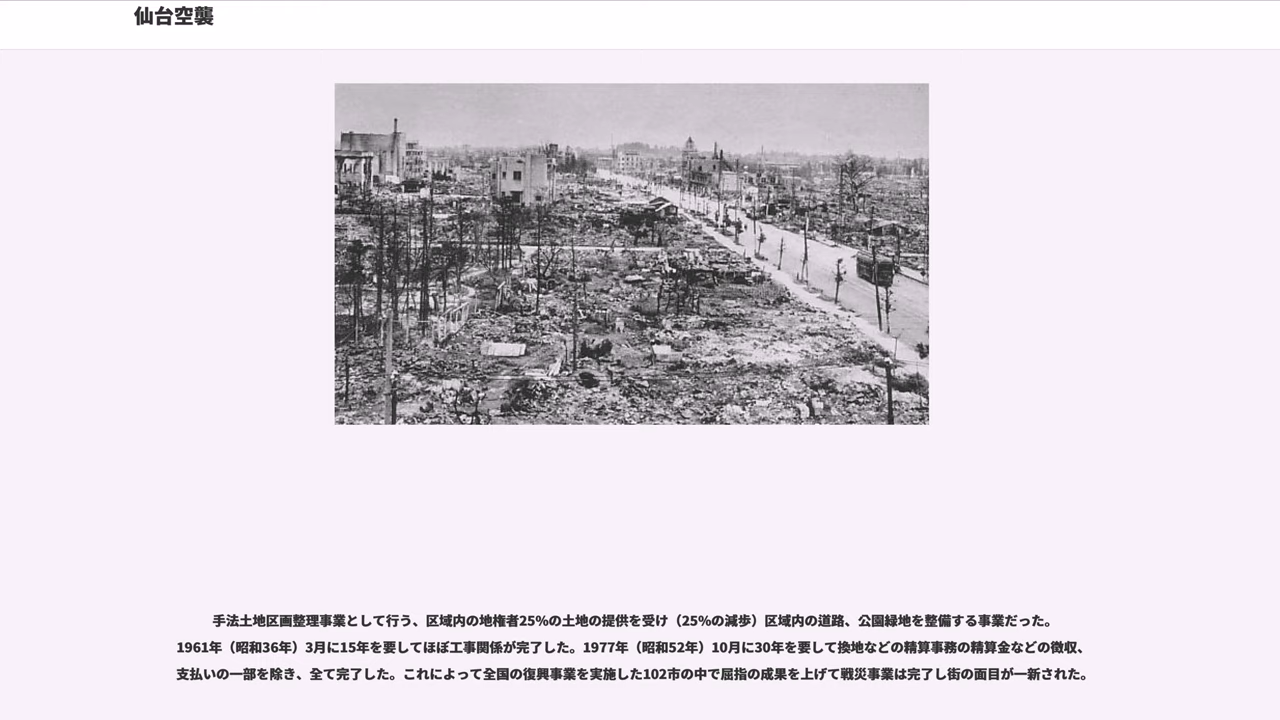 仙台空襲
手法土地区画整理事業として行う、区域内の地権者25%の土地の提供を受け（25%の減歩）区域内の道路、公園緑地を整備する事業だった。
1961年（昭和36年）3月に15年を要してほぼ工事関係が完了した。1977年（昭和52年）10月に30年を要して換地などの精算事務の精算金などの徴収、
支払いの一部を除き、全て完了した。これによって全国の復興事業を実施した102市の中で屈指の成果を上げて戦災事業は完了し街の面目が一新された。